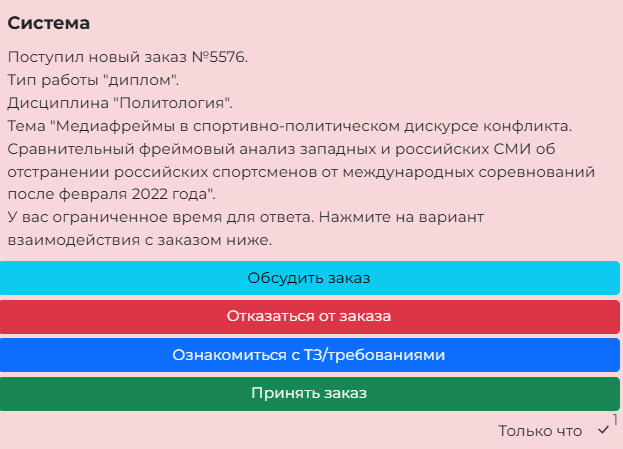 Система
Поступил новый заказ №5576.
Тип работы "диплом".
Дисциплина "Политология".
Тема "Медиафреймы в спортивно-политическом дискурсе конфликта.
Сравнительный фреймовый анализ западных и российских СМИ об
отстранении российских спортсменов от международных соревнований
после февраля 2022 года".
У вас ограниченное время для ответа. Нажмите на вариант
взаимодействия с заказом ниже.
Обсудить заказ
Отказаться от заказа
Ознакомиться с ТЗ/требованиями
Принять заказ
Только что ✓ 1